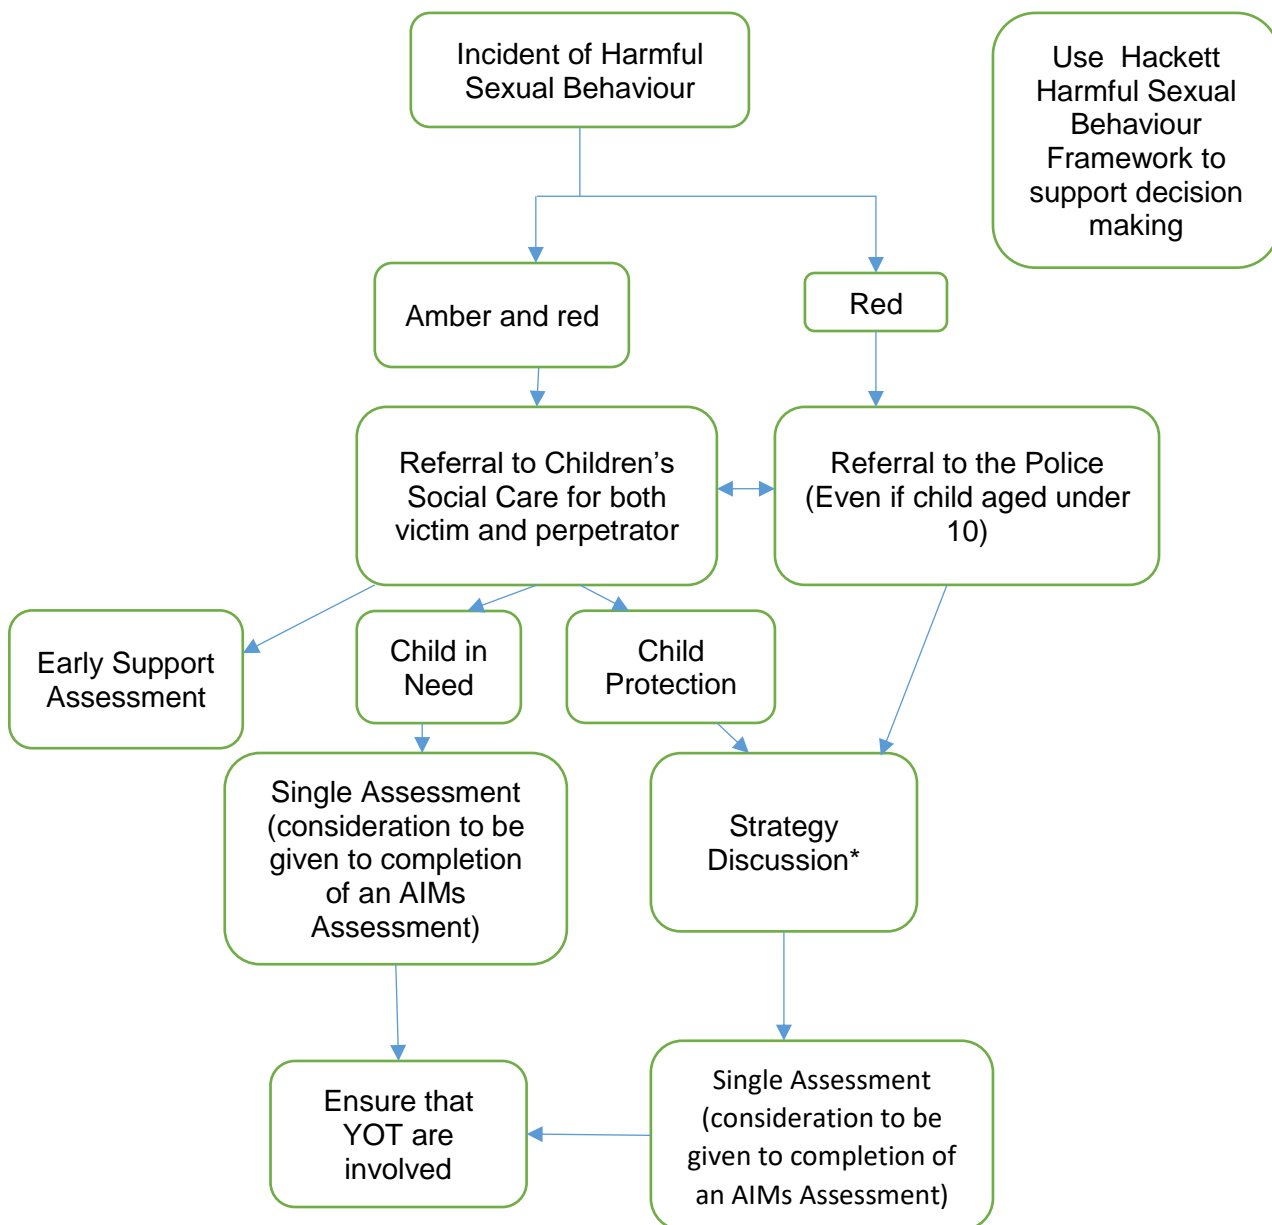 Incident of Harmful
Sexual Behaviour
Use Hackett
Harmful Sexual
Behaviour
Framework to
support decision
making
Amber and red
Red
Referral to Children’s
Social Care for both
victim and perpetrator
Referral to the Police
(Even if child aged under
10)
Early Support
Assessment
Child in
Need
Child
Protection
Single Assessment
(consideration to be
given to completion
of an AIMs
Assessment)
Strategy
Discussion*
Ensure that
YOT are
involved
Single Assessment
(consideration to be
given to completion of
an AIMs Assessment)